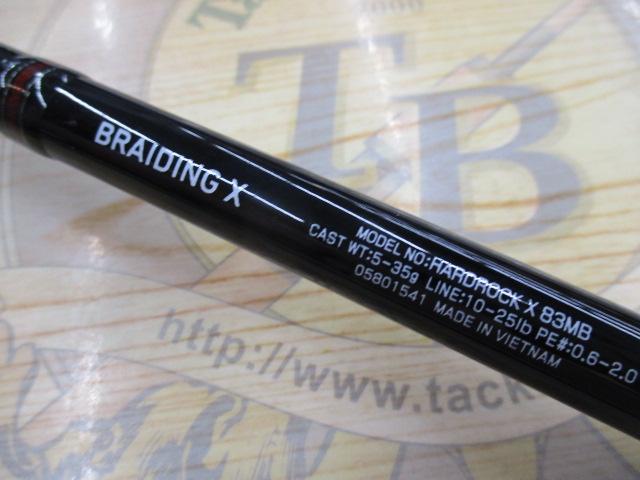 2000
TB
BRAIDING X
MODEL NO:HARDROCK X 83MB
CAST WT:5-35g LINE:10-25lb PE#:0.6-2.0
05801541 MADE IN VIETNAM
http://www.tack